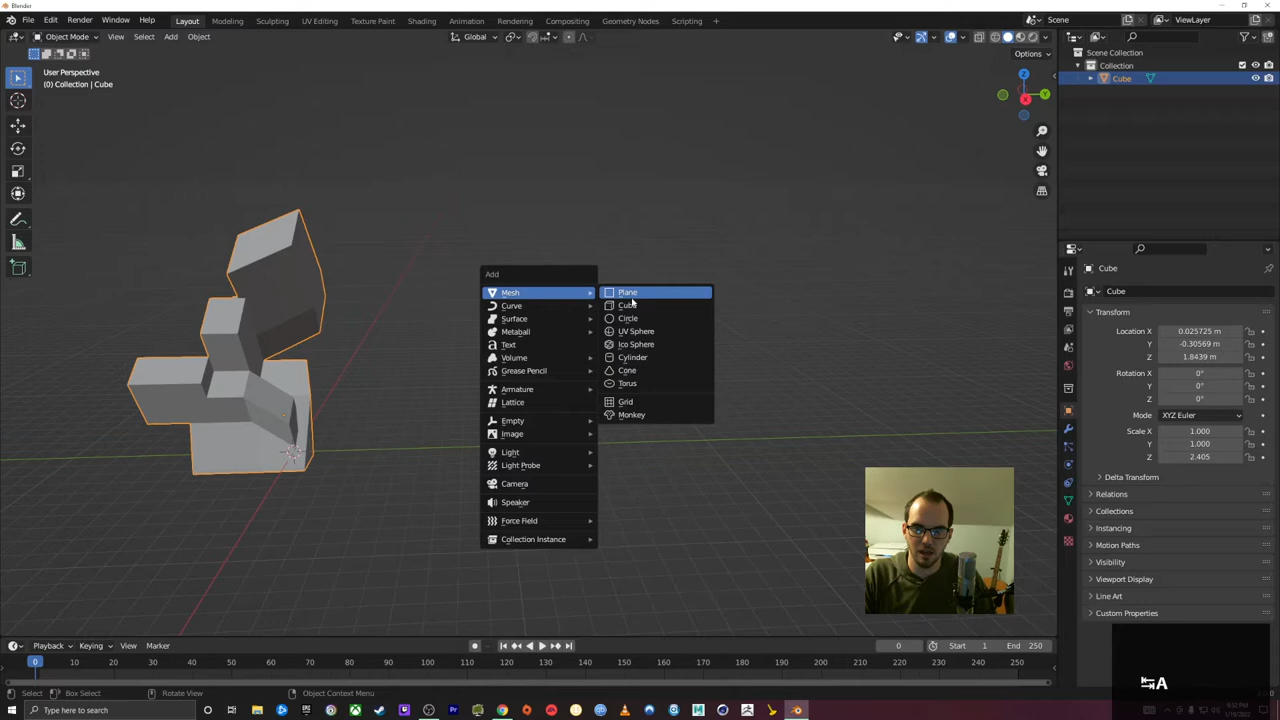 Blender
File Edit Render Window Help Layout Modeling Sculpting UV Editing Texture Paint Shading Animation Rendering Compositing Geometry Nodes Scripting Scene ViewLayer
Object Mode View Select Add Object Global
Options
User Perspective
(0) Collection | Cube
Scene Collection
Collection
Cube
Add
Mesh
Curve
Surface
Metaball
Text
Volume
Grease Pencil
Armature
Lattice
Empty
Image
Light
Light Probe
Camera
Speaker
Force Field
Collection Instance
Plane
Cube
Circle
UV Sphere
Ico Sphere
Cylinder
Cone
Torus
Grid
Monkey
Cube
Cube
Transform
Location X 0.025725 m
Y -0.30569 m
Z 1.8439 m
Rotation X 0°
Y 0°
Z 0°
Mode XYZ Euler
Scale X 1.000
Y 1.000
Z 2.405
Delta Transform
Relations
Collections
Instancing
Motion Paths
Visibility
Viewport Display
Line Art
Custom Properties
Playback Keying View Marker 0 Start 1 End 250
0 10 20 30 40 50 60 70 80 90 100 110 120 130 140 150 160 170 180 190 200 210 220 230 240 250
A
Select Box Select Rotate View Object Context Menu
Type here to search
9:32 PM
1/19/2022